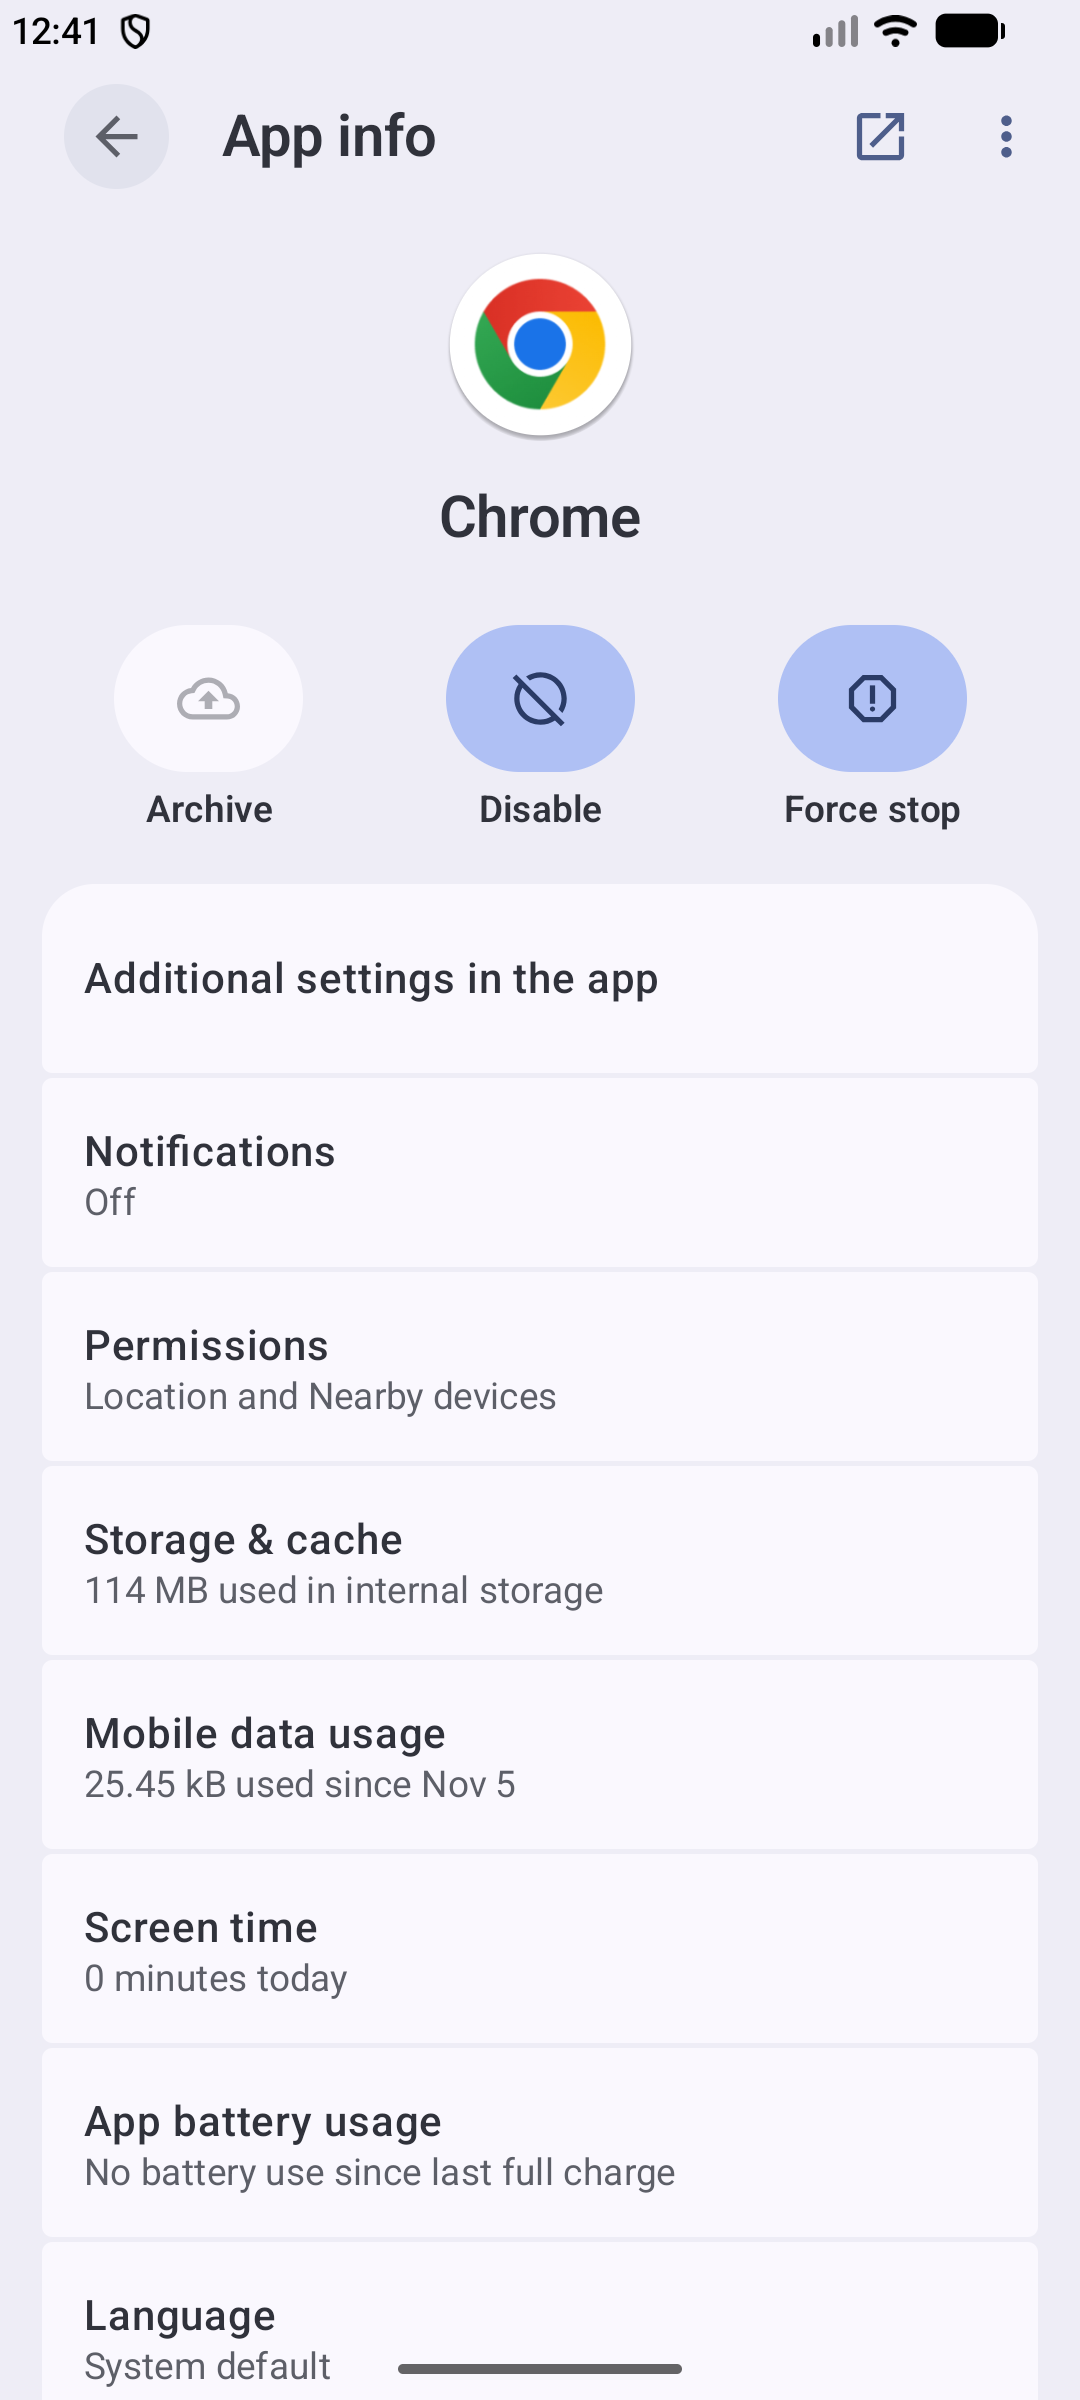 12:41
App info
Chrome
Archive
Disable
Force stop
Additional settings in the app
Notifications
Off
Permissions
Location and Nearby devices
Storage & cache
114 MB used in internal storage
Mobile data usage
25.45 kB used since Nov 5
Screen time
0 minutes today
App battery usage
No battery use since last full charge
Language
System default